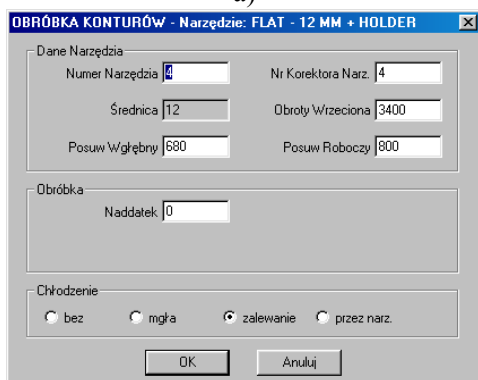 a)
OBRÓBKA KONTURÓW - Narzędzie: FLAT - 12 MM + HOLDER
Dane Narzędzia
Numer Narzędzia 4 Nr Korektora Narz. 4
Średnica 12 Obroty Wrzeciona 3400
Posuw Wgłębny 680 Posuw Roboczy 800
Obróbka
Naddatek 0
Chłodzenie
bez mgła zalewanie przez narz.
OK Anuluj